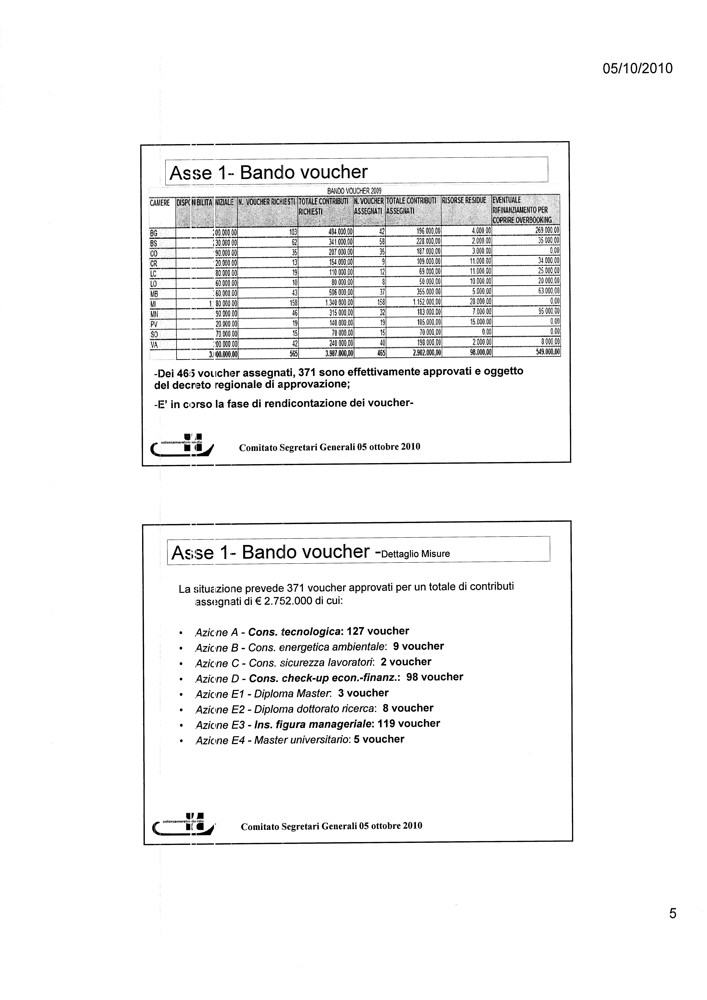 05/10/2010
Asse 1- Bando voucher
BANDO VOUCHER 2009
CAMERE DISPONIBILITA INIZIALE N. VOUCHER RICHIESTI TOTALE CONTRIBUTI RICHIESTI N. VOUCHER ASSEGNATI TOTALE CONTRIBUTI ASSEGNATI RISORSE RESIDUE EVENTUALE RIFINANZIAMENTO PER COPRIRE OVERBOOKING
BG 00.000,00 103 484.000,00 42 196.000,00 4.000,00 269.000,00
BS 30.000,00 62 341.000,00 58 228.000,00 2.000,00 35.000,00
CO 90.000,00 35 207.000,00 35 187.000,00 3.000,00 0,00
CR 20.000,00 13 154.000,00 9 109.000,00 11.000,00 34.000,00
LC 80.000,00 19 110.000,00 12 69.000,00 11.000,00 25.000,00
LO 60.000,00 10 80.000,00 8 50.000,00 10.000,00 20.000,00
MB 60.000,00 43 506.000,00 37 355.000,00 5.000,00 63.000,00
MI 1. 80.000,00 158 1.340.000,00 158 1.152.000,00 28.000,00 0,00
MN 90.000,00 46 315.000,00 32 183.000,00 7.000,00 95.000,00
PV 20.000,00 19 140.000,00 19 105.000,00 15.000,00 0,00
SO 70.000,00 15 70.000,00 15 70.000,00 0,00 0,00
VA 00.000,00 42 240.000,00 40 198.000,00 2.000,00 8.000,00
3. 00.000,00 565 3.987.000,00 465 2.902.000,00 98.000,00 549.000,00
-Dei 465 voucher assegnati, 371 sono effettivamente approvati e oggetto
del decreto regionale di approvazione;
-E' in corso la fase di rendicontazione dei voucher-
unioncamerelombardia
Comitato Segretari Generali 05 ottobre 2010
Asse 1- Bando voucher -Dettaglio Misure
La situazione prevede 371 voucher approvati per un totale di contributi
assegnati di € 2.752.000 di cui:
• Azione A - Cons. tecnologica: 127 voucher
• Azione B - Cons. energetica ambientale: 9 voucher
• Azione C - Cons. sicurezza lavoratori: 2 voucher
• Azione D - Cons. check-up econ.-finanz.: 98 voucher
• Azione E1 - Diploma Master: 3 voucher
• Azione E2 - Diploma dottorato ricerca: 8 voucher
• Azione E3 - Ins. figura manageriale: 119 voucher
• Azione E4 - Master universitario: 5 voucher
unioncamerelombardia
Comitato Segretari Generali 05 ottobre 2010
5